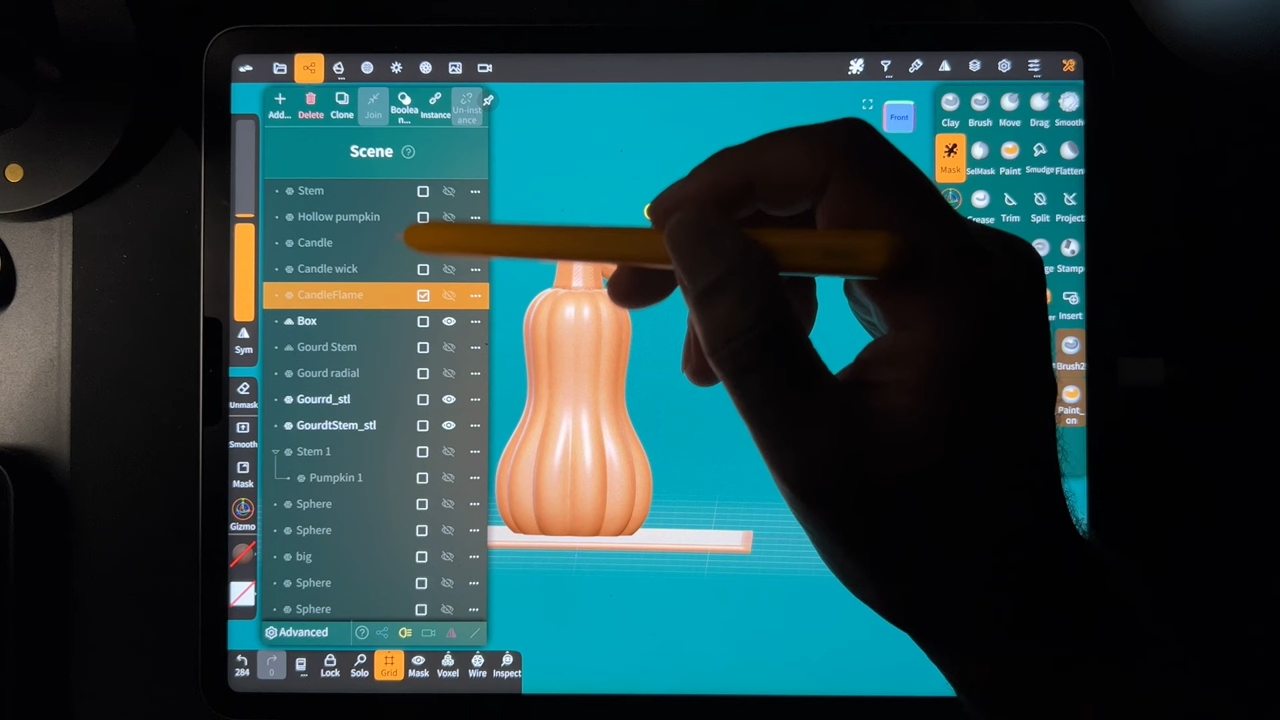 Add... Delete Clone Join Boolea n... Instance Un-inst ance
Scene ?
Stem
Hollow pumpkin
Candle
Candle wick
CandleFlame
Box
Gourd Stem
Gourd radial
Gourrd_stl
GourdtStem_stl
Stem 1
Pumpkin 1
Sphere
Sphere
big
Sphere
Sphere
Advanced ?
Sym
Unmask
Smooth
Mask
Gizmo
284 0 Lock Solo Grid Mask Voxel Wire Inspect
Front
Clay Brush Move Drag Smooth
Mask SelMask Paint Smudge Flatten
Crease Trim Split Project
Stamp
Insert
Brush2
Paint_
on